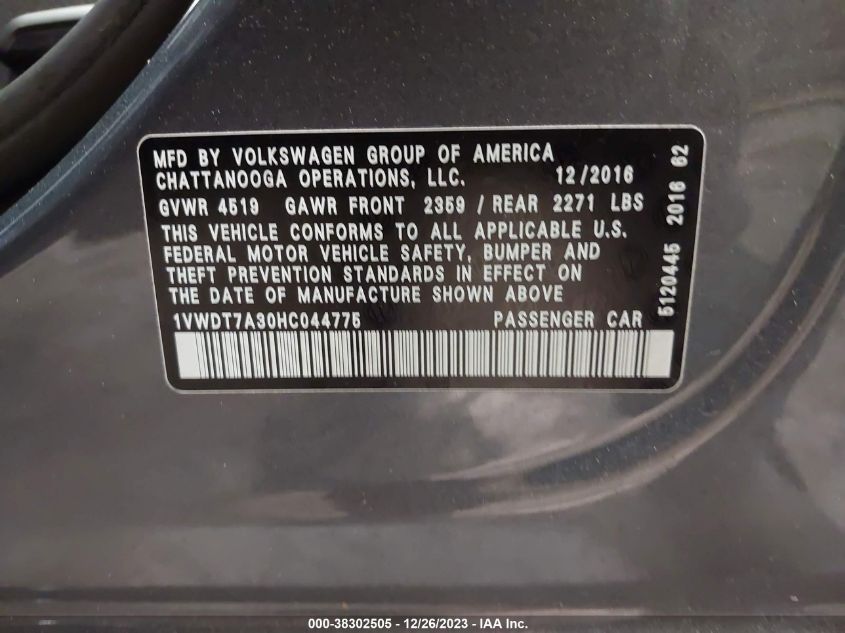 MFD BY VOLKSWAGEN GROUP OF AMERICA
CHATTANOOGA OPERATIONS, LLC. 12/2016
GVWR 4519 GAWR FRONT 2359 / REAR 2271 LBS
THIS VEHICLE CONFORMS TO ALL APPLICABLE U.S.
FEDERAL MOTOR VEHICLE SAFETY, BUMPER AND
THEFT PREVENTION STANDARDS IN EFFECT ON
THE DATE OF MANUFACTURE SHOWN ABOVE
1VWDT7A30HC044775 PASSENGER CAR
5120445 2016 62
000-38302505 - 12/26/2023 - IAA Inc.